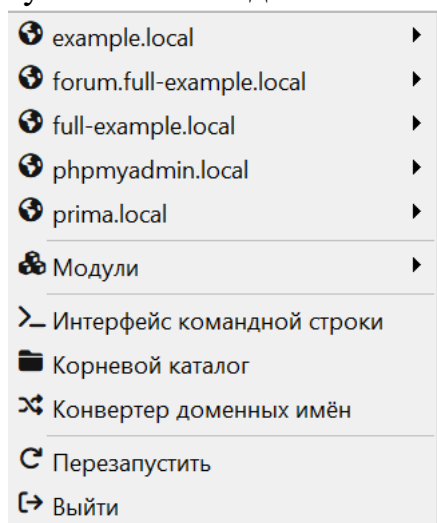 example.local
forum.full-example.local
full-example.local
phpmyadmin.local
prima.local
Модули
Интерфейс командной строки
Корневой каталог
Конвертер доменных имён
Перезапустить
Выйти